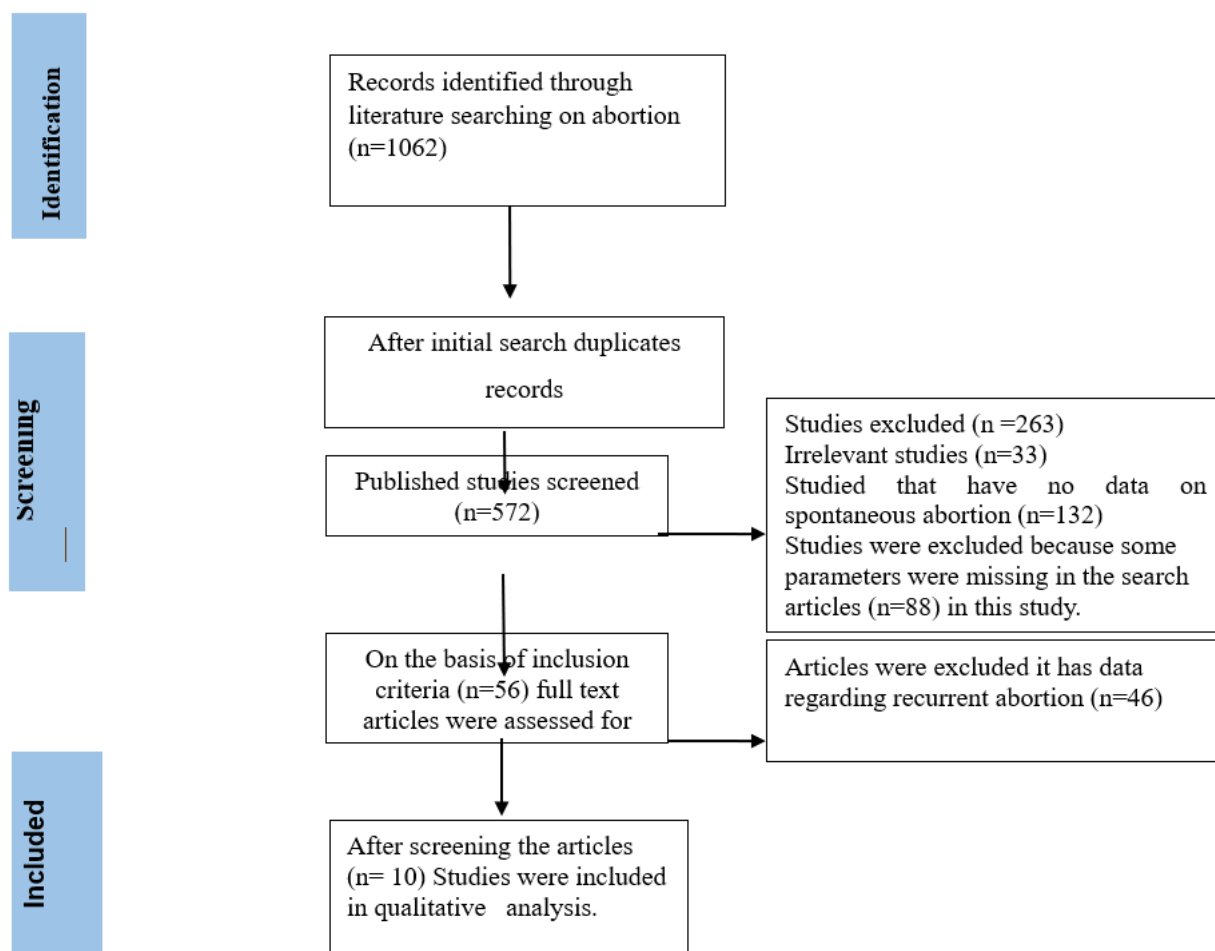 Identification
Records identified through
literature searching on abortion
(n=1062)
Screening
After initial search duplicates
records
Published studies screened
(n=572)
Studies excluded (n =263)
Irrelevant studies (n=33)
Studied that have no data on
spontaneous abortion (n=132)
Studies were excluded because some
parameters were missing in the search
articles (n=88) in this study.
On the basis of inclusion
criteria (n=56) full text
articles were assessed for
Articles were excluded it has data
regarding recurrent abortion (n=46)
Included
After screening the articles
(n= 10) Studies were included
in qualitative analysis.